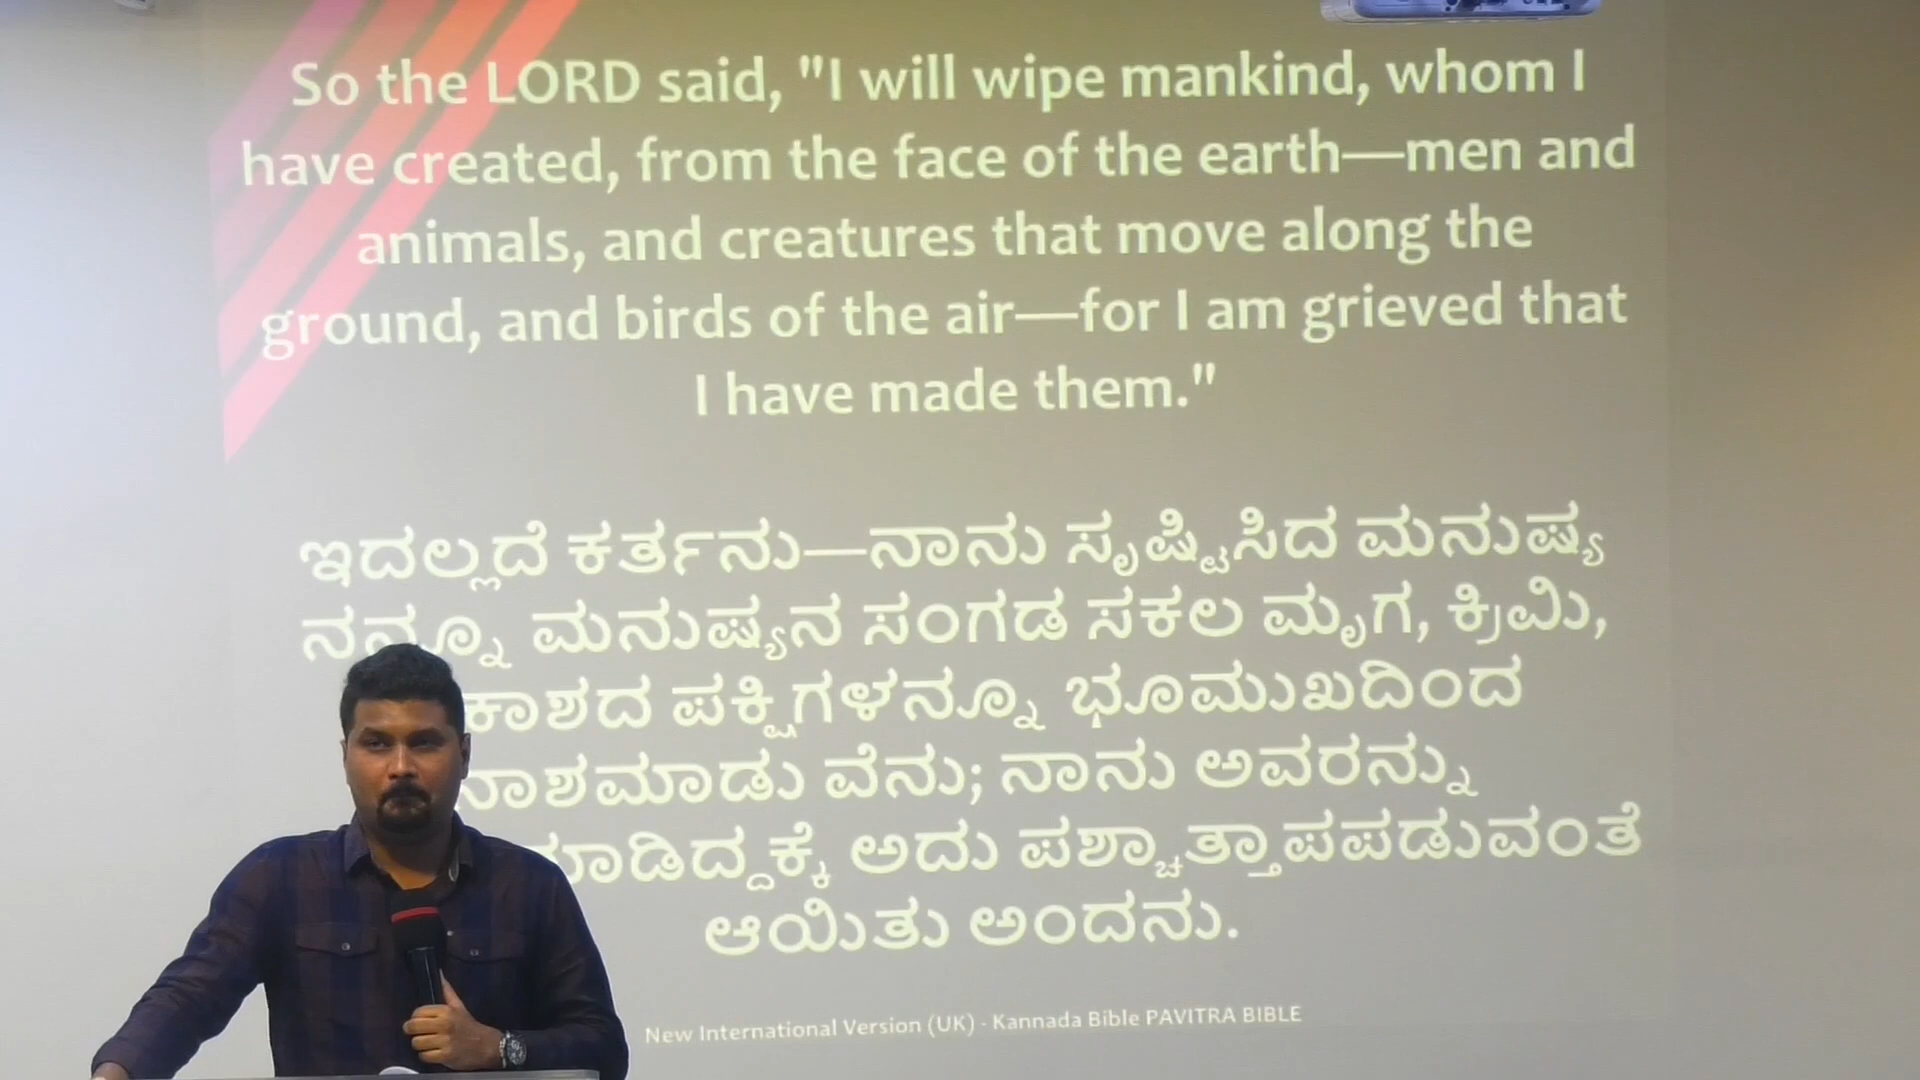 So the LORD said, "I will wipe mankind, whom I
have created, from the face of the earth—men and
animals, and creatures that move along the
ground, and birds of the air—for I am grieved that
I have made them."
ಇದಲ್ಲದೆ ಕರ್ತನು—ನಾನು ಸೃಷ್ಟಿಸಿದ ಮನುಷ್ಯ
ನನ್ನೂ ಮನುಷ್ಯನ ಸಂಗಡ ಸಕಲ ಮೃಗ, ಕ್ರಿಮಿ,
ಪಕ್ಷಿಗಳನ್ನೂ ಭೂಮುಖದಿಂದ
ವೆನು; ನಾನು ಅವರನ್ನು
ಅದು ಪಶ್ಚಾತ್ತಾಪಪಡುವಂತೆ
ಆಯಿತು ಅಂದನು.
New International Version (UK) - Kannada Bible PAVITRA BIBLE